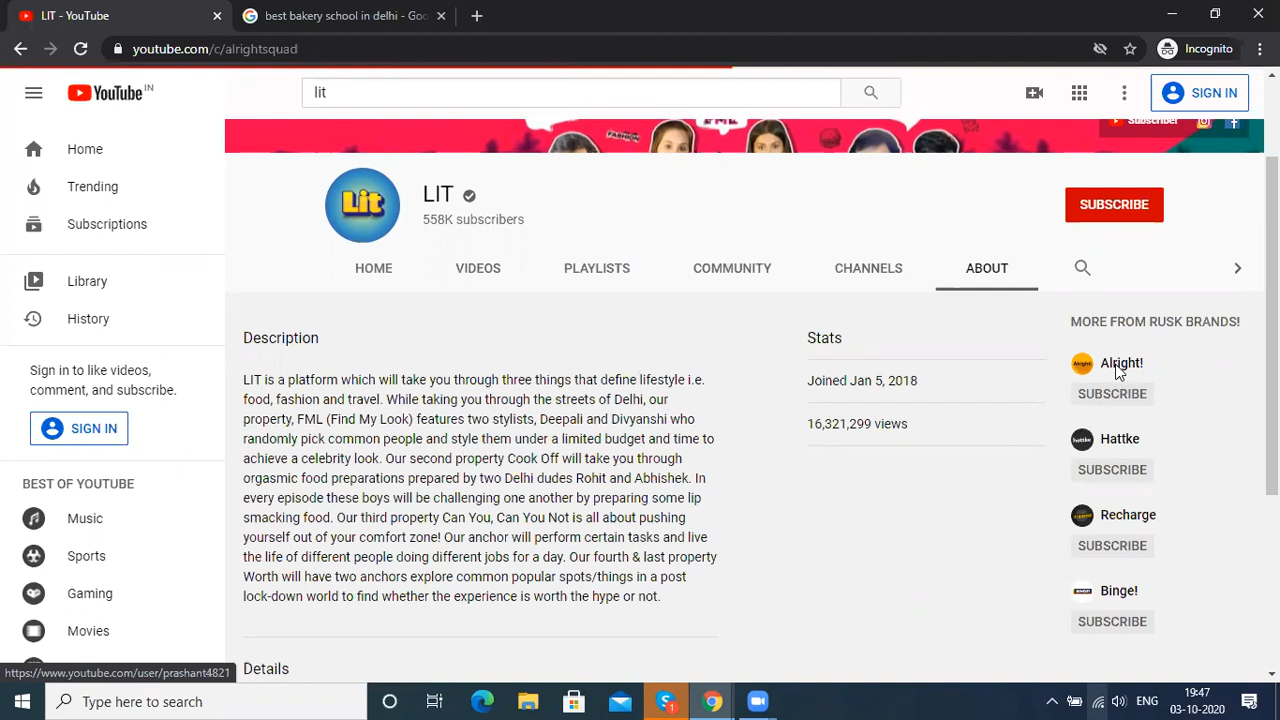 LIT - YouTube
best bakery school in delhi - Goo
youtube.com/c/alrightsquad
Incognito
YouTube IN
lit
SIGN IN
Home
Trending
Subscriptions
Library
History
Sign in to like videos,
comment, and subscribe.
SIGN IN
BEST OF YOUTUBE
Music
Sports
Gaming
Movies
FASHION
FML
Subscribe
Lit
LIT
558K subscribers
SUBSCRIBE
HOME
VIDEOS
PLAYLISTS
COMMUNITY
CHANNELS
ABOUT
Description
LIT is a platform which will take you through three things that define lifestyle i.e.
food, fashion and travel. While taking you through the streets of Delhi, our
property, FML (Find My Look) features two stylists, Deepali and Divyanshi who
randomly pick common people and style them under a limited budget and time to
achieve a celebrity look. Our second property Cook Off will take you through
orgasmic food preparations prepared by two Delhi dudes Rohit and Abhishek. In
every episode these boys will be challenging one another by preparing some lip
smacking food. Our third property Can You, Can You Not is all about pushing
yourself out of your comfort zone! Our anchor will perform certain tasks and live
the life of different people doing different jobs for a day. Our fourth & last property
Worth will have two anchors explore common popular spots/things in a post
lock-down world to find whether the experience is worth the hype or not.
Details
Stats
Joined Jan 5, 2018
16,321,299 views
MORE FROM RUSK BRANDS!
Alright!
SUBSCRIBE
Hattke
SUBSCRIBE
Recharge
SUBSCRIBE
Binge!
SUBSCRIBE
https://www.youtube.com/user/prashant4821
Type here to search
1
ENG
19:47
03-10-2020